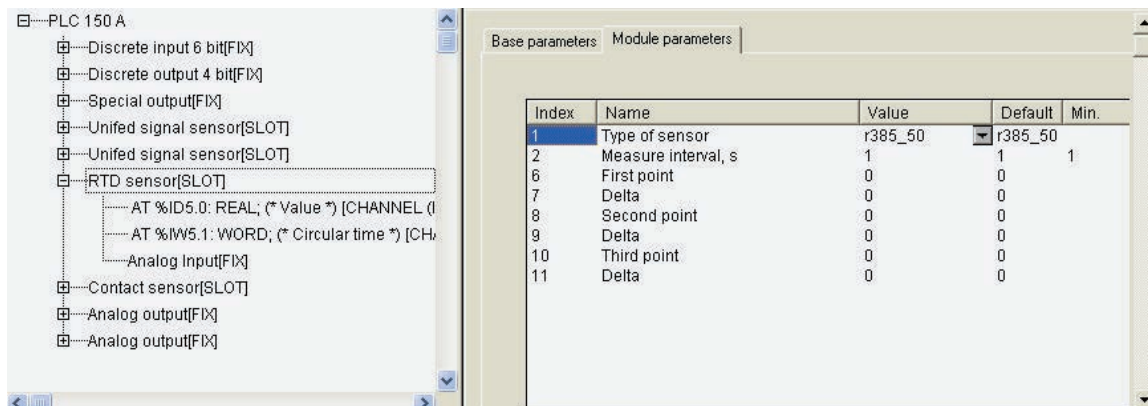 PLC 150 A
Discrete input 6 bit[FIX]
Discrete output 4 bit[FIX]
Special output[FIX]
Unifed signal sensor[SLOT]
Unifed signal sensor[SLOT]
RTD sensor[SLOT]
AT %ID5.0: REAL; (* Value *) [CHANNEL (I
AT %IW5.1: WORD; (* Circular time *) [CHA
Analog Input[FIX]
Contact sensor[SLOT]
Analog output[FIX]
Analog output[FIX]
Base parameters Module parameters
Index Name Value Default Min.
1 Type of sensor r385_50 r385_50
2 Measure interval, s 1 1 1
6 First point 0 0
7 Delta 0 0
8 Second point 0 0
9 Delta 0 0
10 Third point 0 0
11 Delta 0 0